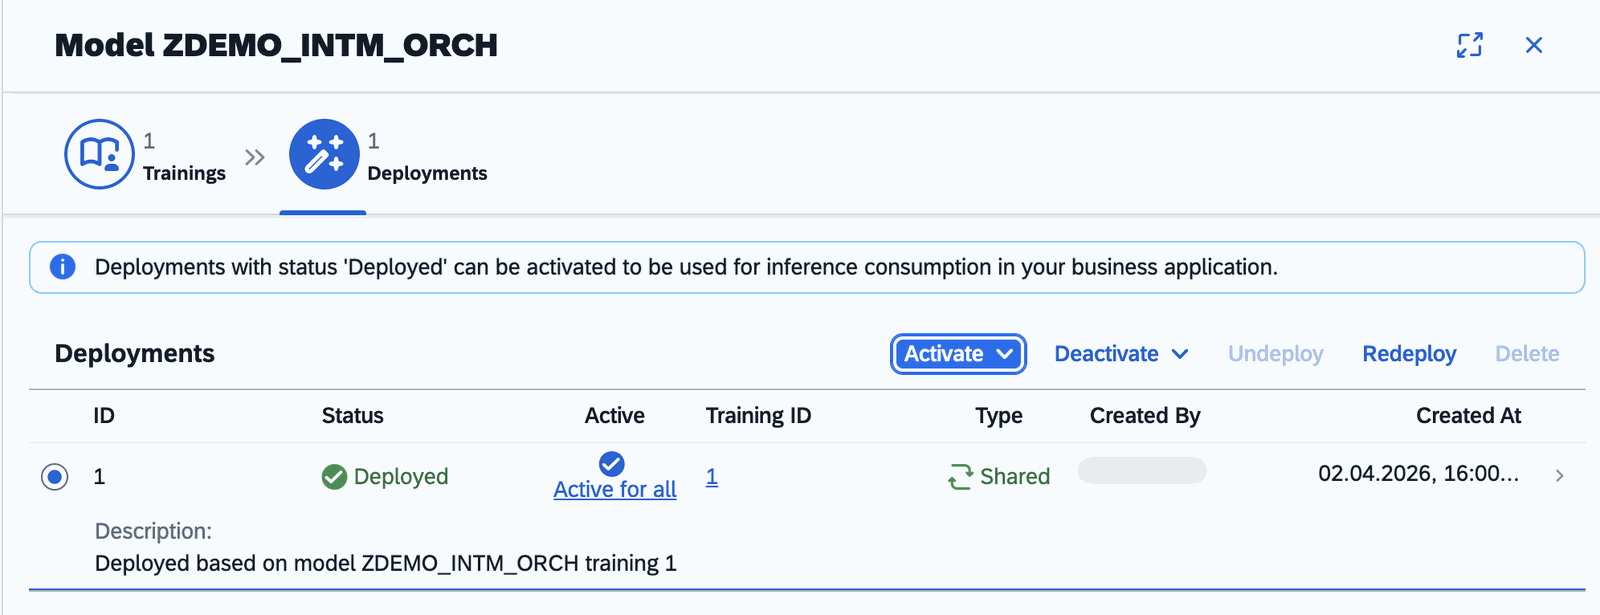 Model ZDEMO_INTM_ORCH
1
Trainings
1
Deployments
Deployments with status 'Deployed' can be activated to be used for inference consumption in your business application.
Deployments
Activate
Deactivate
Undeploy
Redeploy
Delete
ID
Status
Active
Training ID
Type
Created By
Created At
1
Deployed
Active for all
1
Shared
02.04.2026, 16:00...
Description:
Deployed based on model ZDEMO_INTM_ORCH training 1